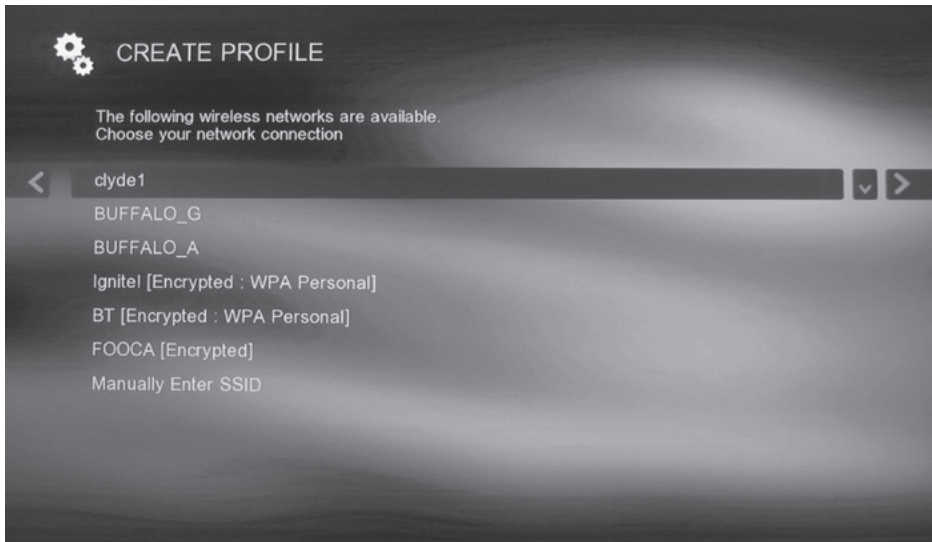 CREATE PROFILE
The following wireless networks are available.
Choose your network connection
clyde1
BUFFALO_G
BUFFALO_A
Ignitel [Encrypted : WPA Personal]
BT [Encrypted : WPA Personal]
FOOCA [Encrypted]
Manually Enter SSID